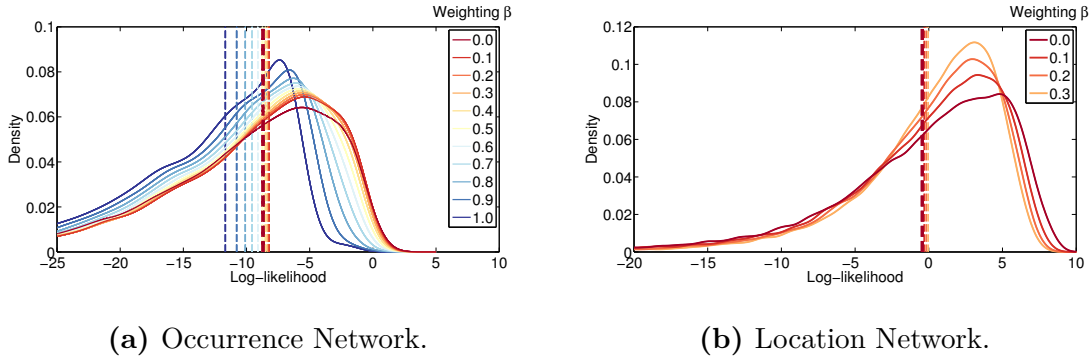 Weighting β
0.1
0.08
0.06
0.04
0.02
0
Density
−25 −20 −15 −10 −5 0 5 10
Log−likelihood
0.0
0.1
0.2
0.3
0.4
0.5
0.6
0.7
0.8
0.9
1.0
(a) Occurrence Network.
Weighting β
0.12
0.1
0.08
0.06
0.04
0.02
0
Density
−20 −15 −10 −5 0 5 10
Log−likelihood
0.0
0.1
0.2
0.3
(b) Location Network.